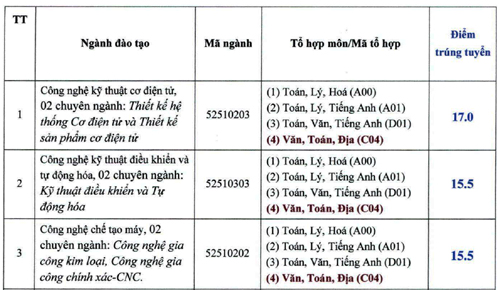 TT
Ngành đào tạo
Mã ngành
Tổ hợp môn/Mã tổ hợp
Điểm
trúng tuyển
1
Công nghệ kỹ thuật cơ điện tử,
02 chuyên ngành: Thiết kế hệ
thống Cơ điện tử và Thiết kế
sản phẩm cơ điện tử
52510203
(1) Toán, Lý, Hoá (A00)
(2) Toán, Lý, Tiếng Anh (A01)
(3) Toán, Văn, Tiếng Anh (D01)
(4) Văn, Toán, Địa (C04)
17.0
2
Công nghệ kỹ thuật điều khiển và
tự động hóa, 02 chuyên ngành:
Kỹ thuật điều khiển và Tự
động hóa
52510303
(1) Toán, Lý, Hoá (A00)
(2) Toán, Lý, Tiếng Anh (A01)
(3) Toán, Văn, Tiếng Anh (D01)
(4) Văn, Toán, Địa (C04)
15.5
3
Công nghệ chế tạo máy, 02
chuyên ngành: Công nghệ gia
công kim loại, Công nghệ gia
công chính xác-CNC.
52510202
(1) Toán, Lý, Hoá (A00)
(2) Toán, Lý, Tiếng Anh (A01)
(3) Toán, Văn, Tiếng Anh (D01)
(4) Văn, Toán, Địa (C04)
15.5